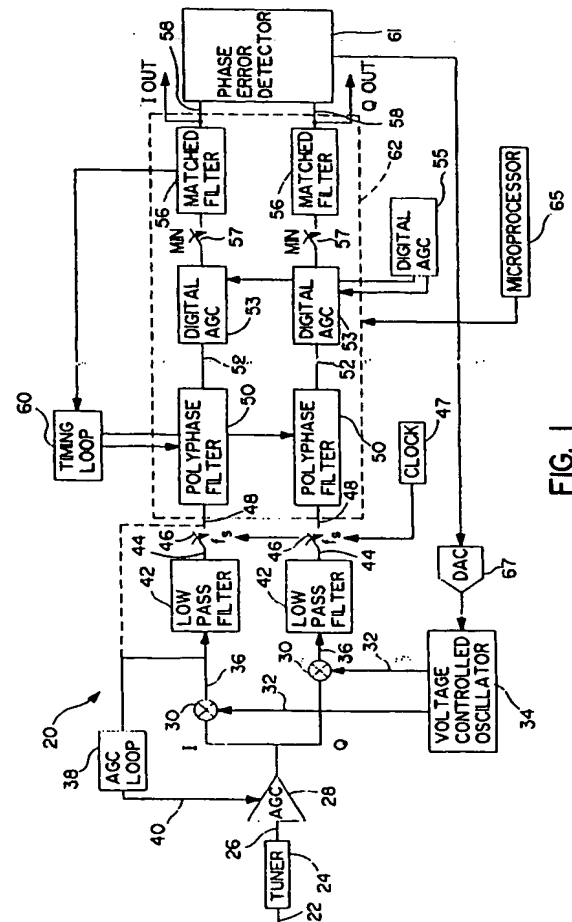 20
22
TUNER
24
26
AGC
28
40
38
AGC LOOP
I
Q
30
30
36
36
32
32
VOLTAGE CONTROLLED OSCILLATOR
34
42
LOW PASS FILTER
42
LOW PASS FILTER
44
44
46
46
fs
fs
48
48
CLOCK
47
DAC
67
TIMING LOOP
60
POLYPHASE FILTER
50
POLYPHASE FILTER
50
52
52
DIGITAL AGC
53
DIGITAL AGC
53
DIGITAL AGC
55
MIN
57
MIN
57
56
MATCHED FILTER
MATCHED FILTER
56
62
MICROPROCESSOR
65
I OUT
58
Q OUT
58
PHASE ERROR DETECTOR
61
FIG. 1